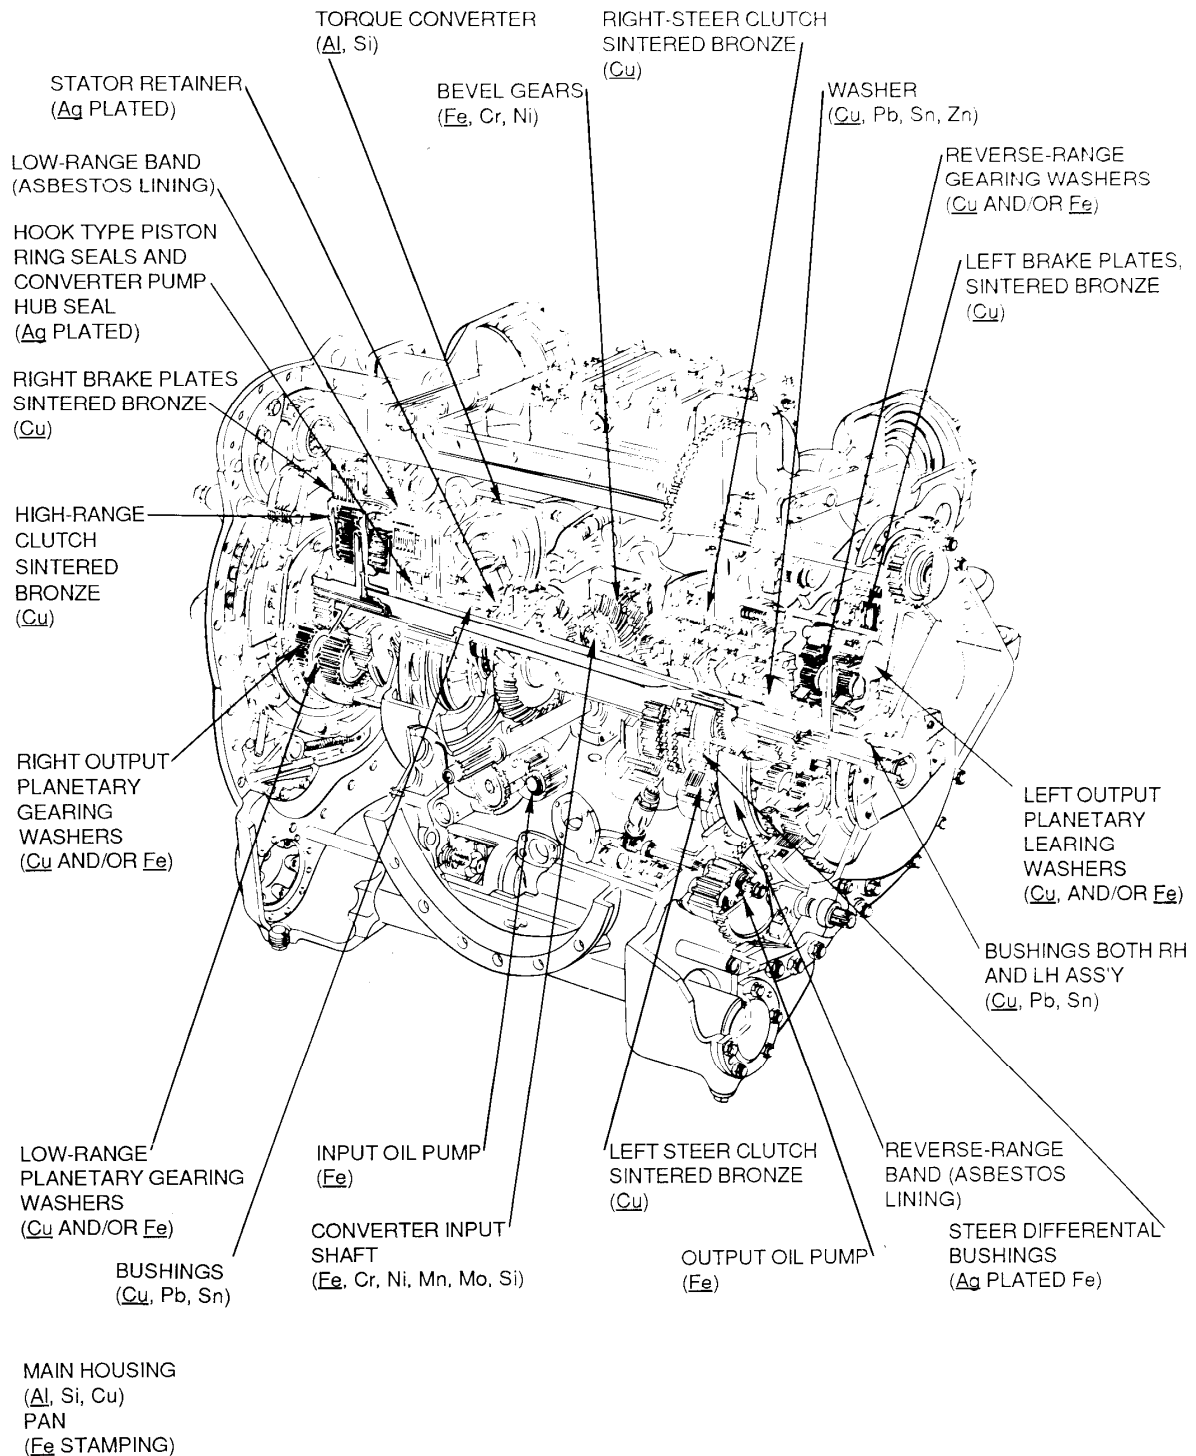 TORQUE CONVERTER
(Al, Si)
RIGHT-STEER CLUTCH
SINTERED BRONZE
(Cu)
STATOR RETAINER
(Ag PLATED)
BEVEL GEARS
(Fe, Cr, Ni)
WASHER
(Cu, Pb, Sn, Zn)
LOW-RANGE BAND
(ASBESTOS LINING)
REVERSE-RANGE
GEARING WASHERS
(Cu AND/OR Fe)
HOOK TYPE PISTON
RING SEALS AND
CONVERTER PUMP
HUB SEAL
(Ag PLATED)
LEFT BRAKE PLATES,
SINTERED BRONZE
(Cu)
RIGHT BRAKE PLATES
SINTERED BRONZE
(Cu)
HIGH-RANGE
CLUTCH
SINTERED
BRONZE
(Cu)
RIGHT OUTPUT
PLANETARY
GEARING
WASHERS
(Cu AND/OR Fe)
LEFT OUTPUT
PLANETARY
LEARING
WASHERS
(Cu, AND/OR Fe)
BUSHINGS BOTH RH
AND LH ASS'Y
(Cu, Pb, Sn)
LOW-RANGE
PLANETARY GEARING
WASHERS
(Cu AND/OR Fe)
INPUT OIL PUMP
(Fe)
LEFT STEER CLUTCH
SINTERED BRONZE
(Cu)
REVERSE-RANGE
BAND (ASBESTOS
LINING)
BUSHINGS
(Cu, Pb, Sn)
CONVERTER INPUT
SHAFT
(Fe, Cr, Ni, Mn, Mo, Si)
OUTPUT OIL PUMP
(Fe)
STEER DIFFERENTAL
BUSHINGS
(Ag PLATED Fe)
MAIN HOUSING
(Al, Si, Cu)
PAN
(Fe STAMPING)